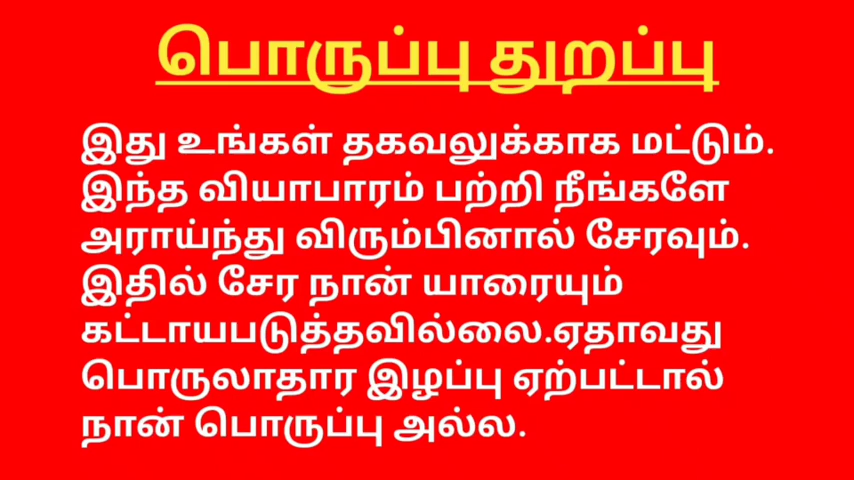 பொருப்பு துறப்பு
இது உங்கள் தகவலுக்காக மட்டும்.
இந்த வியாபாரம் பற்றி நீங்களே
அராய்ந்து விரும்பினால் சேரவும்.
இதில் சேர நான் யாரையும்
கட்டாயபடுத்தவில்லை.ஏதாவது
பொருலாதார இழப்பு ஏற்பட்டால்
நான் பொருப்பு அல்ல.